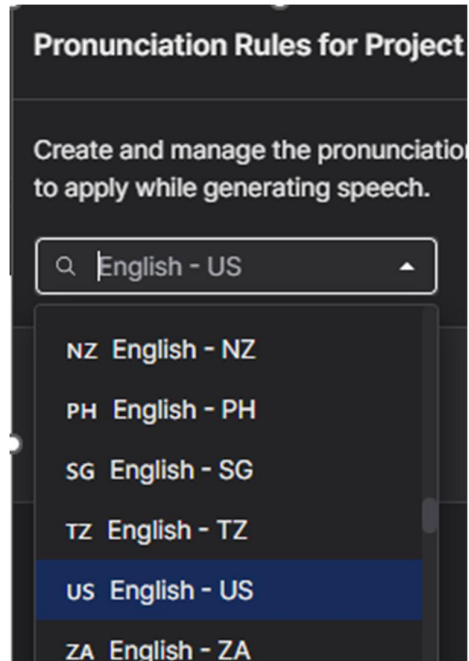 Pronunciation Rules for Project
Create and manage the pronunciation
to apply while generating speech.
English - US
NZ English - NZ
PH English - PH
SG English - SG
TZ English - TZ
US English - US
ZA English - ZA